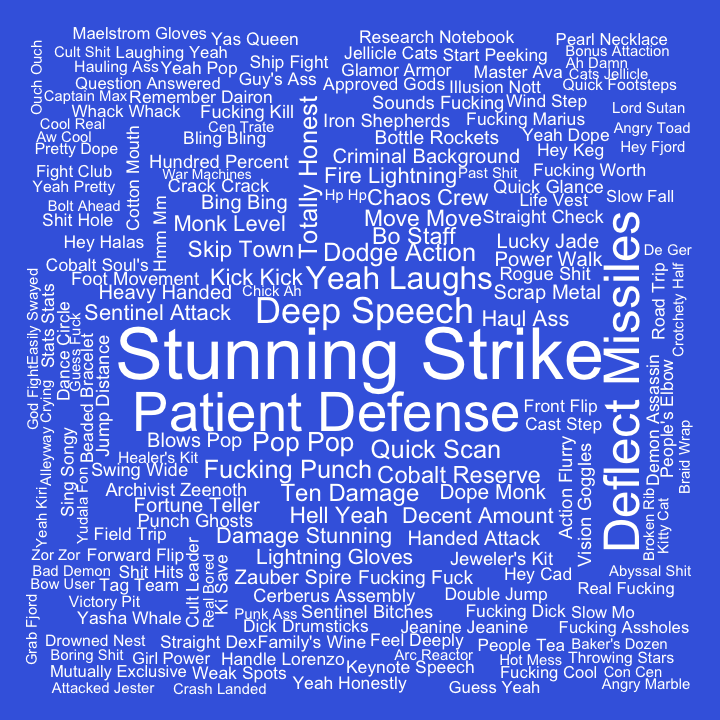 Maelstrom Gloves
Yas Queen
Research Notebook
Pearl Necklace
Cult Shit
Laughing Yeah
Jellicle Cats
Start Peeking
Bonus Attaction
Ouch Ouch
Hauling Ass
Yeah Pop
Ship Fight
Glamor Armor
Master Ava
Ah Damn
Cats Jellicle
Question Answered
Guy's Ass
Approved Gods
Illusion Nott
Quick Footsteps
Captain Max
Remember Dairon
Sounds Fucking
Wind Step
Lord Sutan
Whack Whack
Fucking Kill
Iron Shepherds
Fucking Marius
Cool Real
Cen Trate
Angry Toad
Aw Cool
Bling Bling
Bottle Rockets
Yeah Dope
Pretty Dope
Cotton Mouth
Hundred Percent
Totally Honest
Criminal Background
Hey Keg
Hey Fjord
Fight Club
War Machines
Fire Lightning
Past Shit
Fucking Worth
Yeah Pretty
Crack Crack
Hp Hp
Chaos Crew
Quick Glance
Bolt Ahead
Bing Bing
Life Vest
Slow Fall
Shit Hole
Monk Level
Move Move
Straight Check
Hey Halas
Hmm Mm
Skip Town
Bo Staff
Lucky Jade
Dodge Action
Power Walk
De Ger
Cobalt Soul's
Foot Movement
Kick Kick
Yeah Laughs
Rogue Shit
Road Trip
Heavy Handed
Chick Ah
Scrap Metal
Crotchety Half
Easily Swayed
Stats Stats
Sentinel Attack
Deep Speech
Haul Ass
Deflect Missiles
God Fight
Dance Circle
Guess Fuck
Stunning Strike
Beaded Bracelet
Jump Distance
Patient Defense
Front Flip
Demon Assassin
People's Elbow
Alleyway Crying
Cast Step
Braid Wrap
Blows Pop
Pop Pop
Quick Scan
Sing Songy
Healer's Kit
Swing Wide
Fucking Punch
Cobalt Reserve
Action Flurry
Vision Goggles
Yeah Kiri
Yudala Fon
Archivist Zeenoth
Ten Damage
Dope Monk
Broken Rib
Kitty Cat
Fortune Teller
Punch Ghosts
Hell Yeah
Decent Amount
Field Trip
Damage Stunning
Handed Attack
Zor Zor
Forward Flip
Lightning Gloves
Jeweler's Kit
Bad Demon
Shit Hits
Cult Leader
Real Bored
Ki Save
Zauber Spire
Fucking Fuck
Hey Cad
Abyssal Shit
Bow User
Tag Team
Cerberus Assembly
Double Jump
Real Fucking
Victory Pit
Grab Fjord
Yasha Whale
Punk Ass
Sentinel Bitches
Fucking Dick
Slow Mo
Dick Drumsticks
Jeanine Jeanine
Fucking Assholes
Drowned Nest
Straight Dex
Family's Wine
Feel Deeply
People Tea
Baker's Dozen
Boring Shit
Girl Power
Handle Lorenzo
Arc Reactor
Hot Mess
Throwing Stars
Mutually Exclusive
Weak Spots
Keynote Speech
Fucking Cool
Con Cen
Attacked Jester
Crash Landed
Yeah Honestly
Guess Yeah
Angry Marble